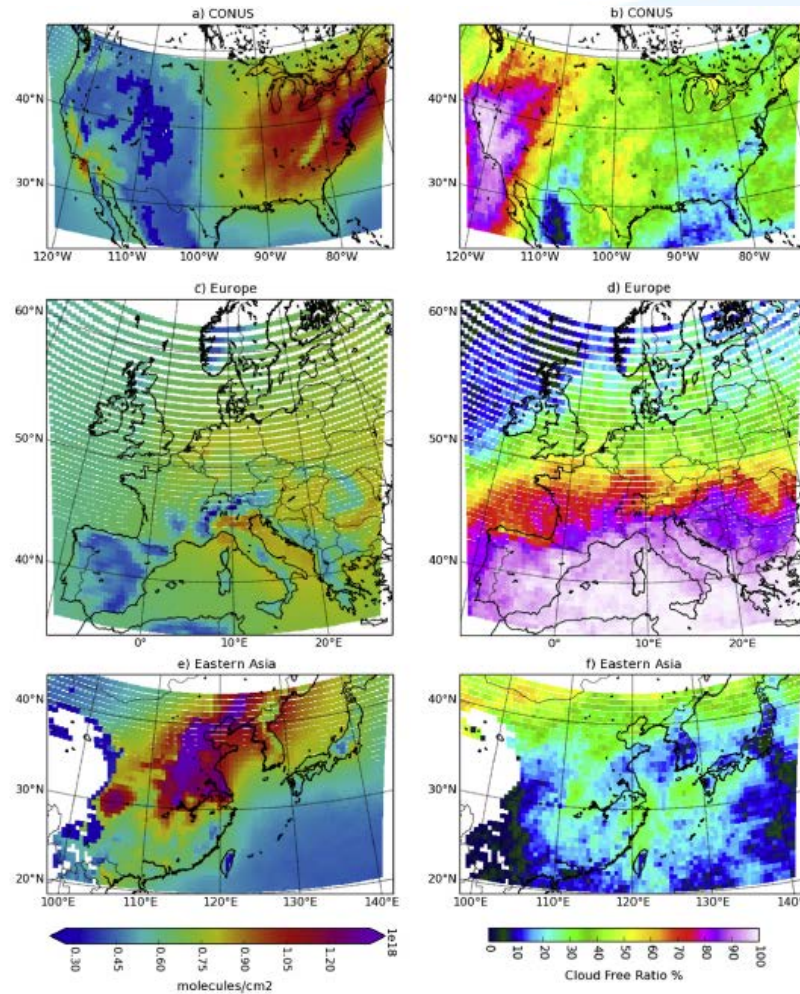 a) CONUS
b) CONUS
40°N
40°N
30°N
30°N
120°W 110°W 100°W 90°W 80°W
120°W 110°W 100°W 90°W 80°W
c) Europe
d) Europe
60°N
60°N
50°N
50°N
40°N
40°N
0° 10°E 20°E
0° 10°E 20°E
e) Eastern Asia
f) Eastern Asia
40°N
40°N
30°N
30°N
20°N
20°N
100°E 110°E 120°E 130°E 140°E
100°E 110°E 120°E 130°E 140°E
1e18
0.30 0.45 0.60 0.75 0.90 1.05 1.20
molecules/cm2
0 10 20 30 40 50 60 70 80 90 100
Cloud Free Ratio %